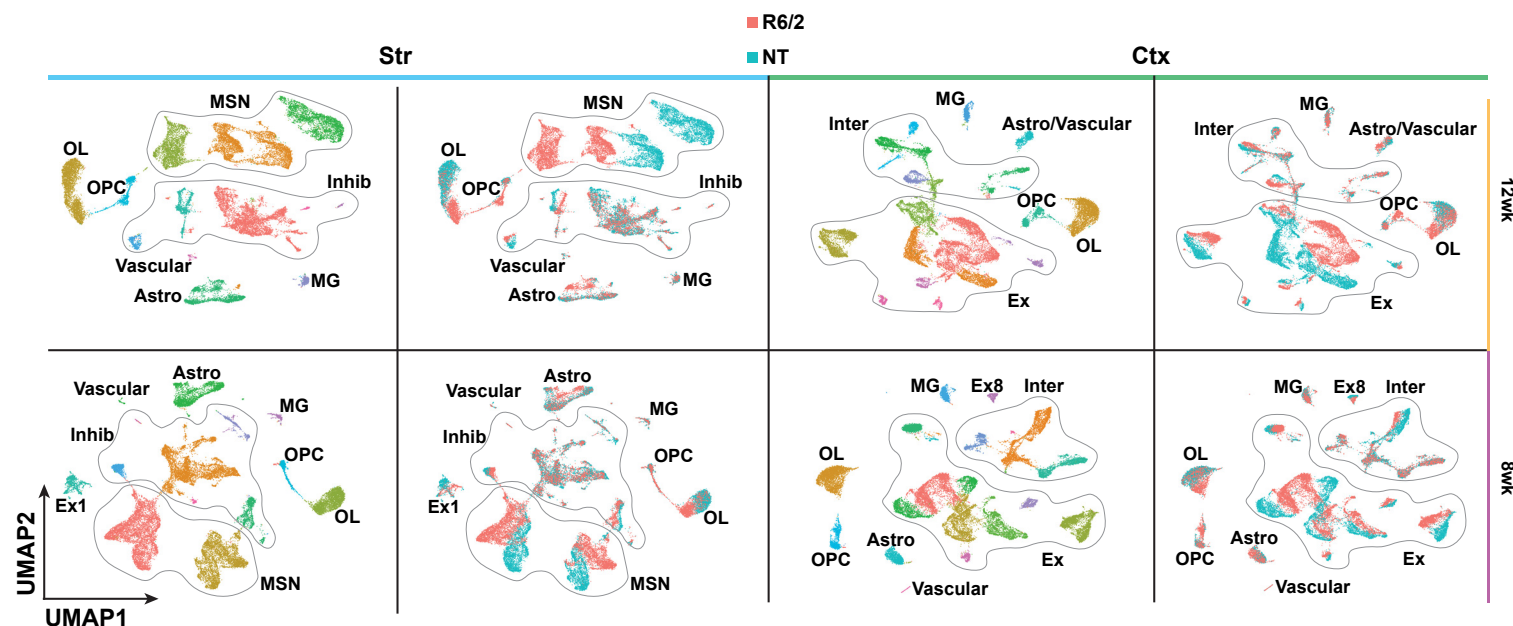 R6/2
NT
Str
Ctx
MSN
OL
OPC
Inhib
Vascular
Astro
MG
MSN
OL
OPC
Inhib
Vascular
Astro
MG
MG
Inter
Astro/Vascular
OPC
OL
Ex
MG
Inter
Astro/Vascular
OPC
OL
Ex
12wk
Astro
Vascular
MG
Inhib
OPC
Ex1
OL
MSN
Astro
Vascular
MG
Inhib
OPC
Ex1
OL
MSN
MG
Ex8
Inter
OL
OPC
Astro
Ex
Vascular
MG
Ex8
Inter
OL
OPC
Astro
Ex
Vascular
8wk
UMAP2
UMAP1